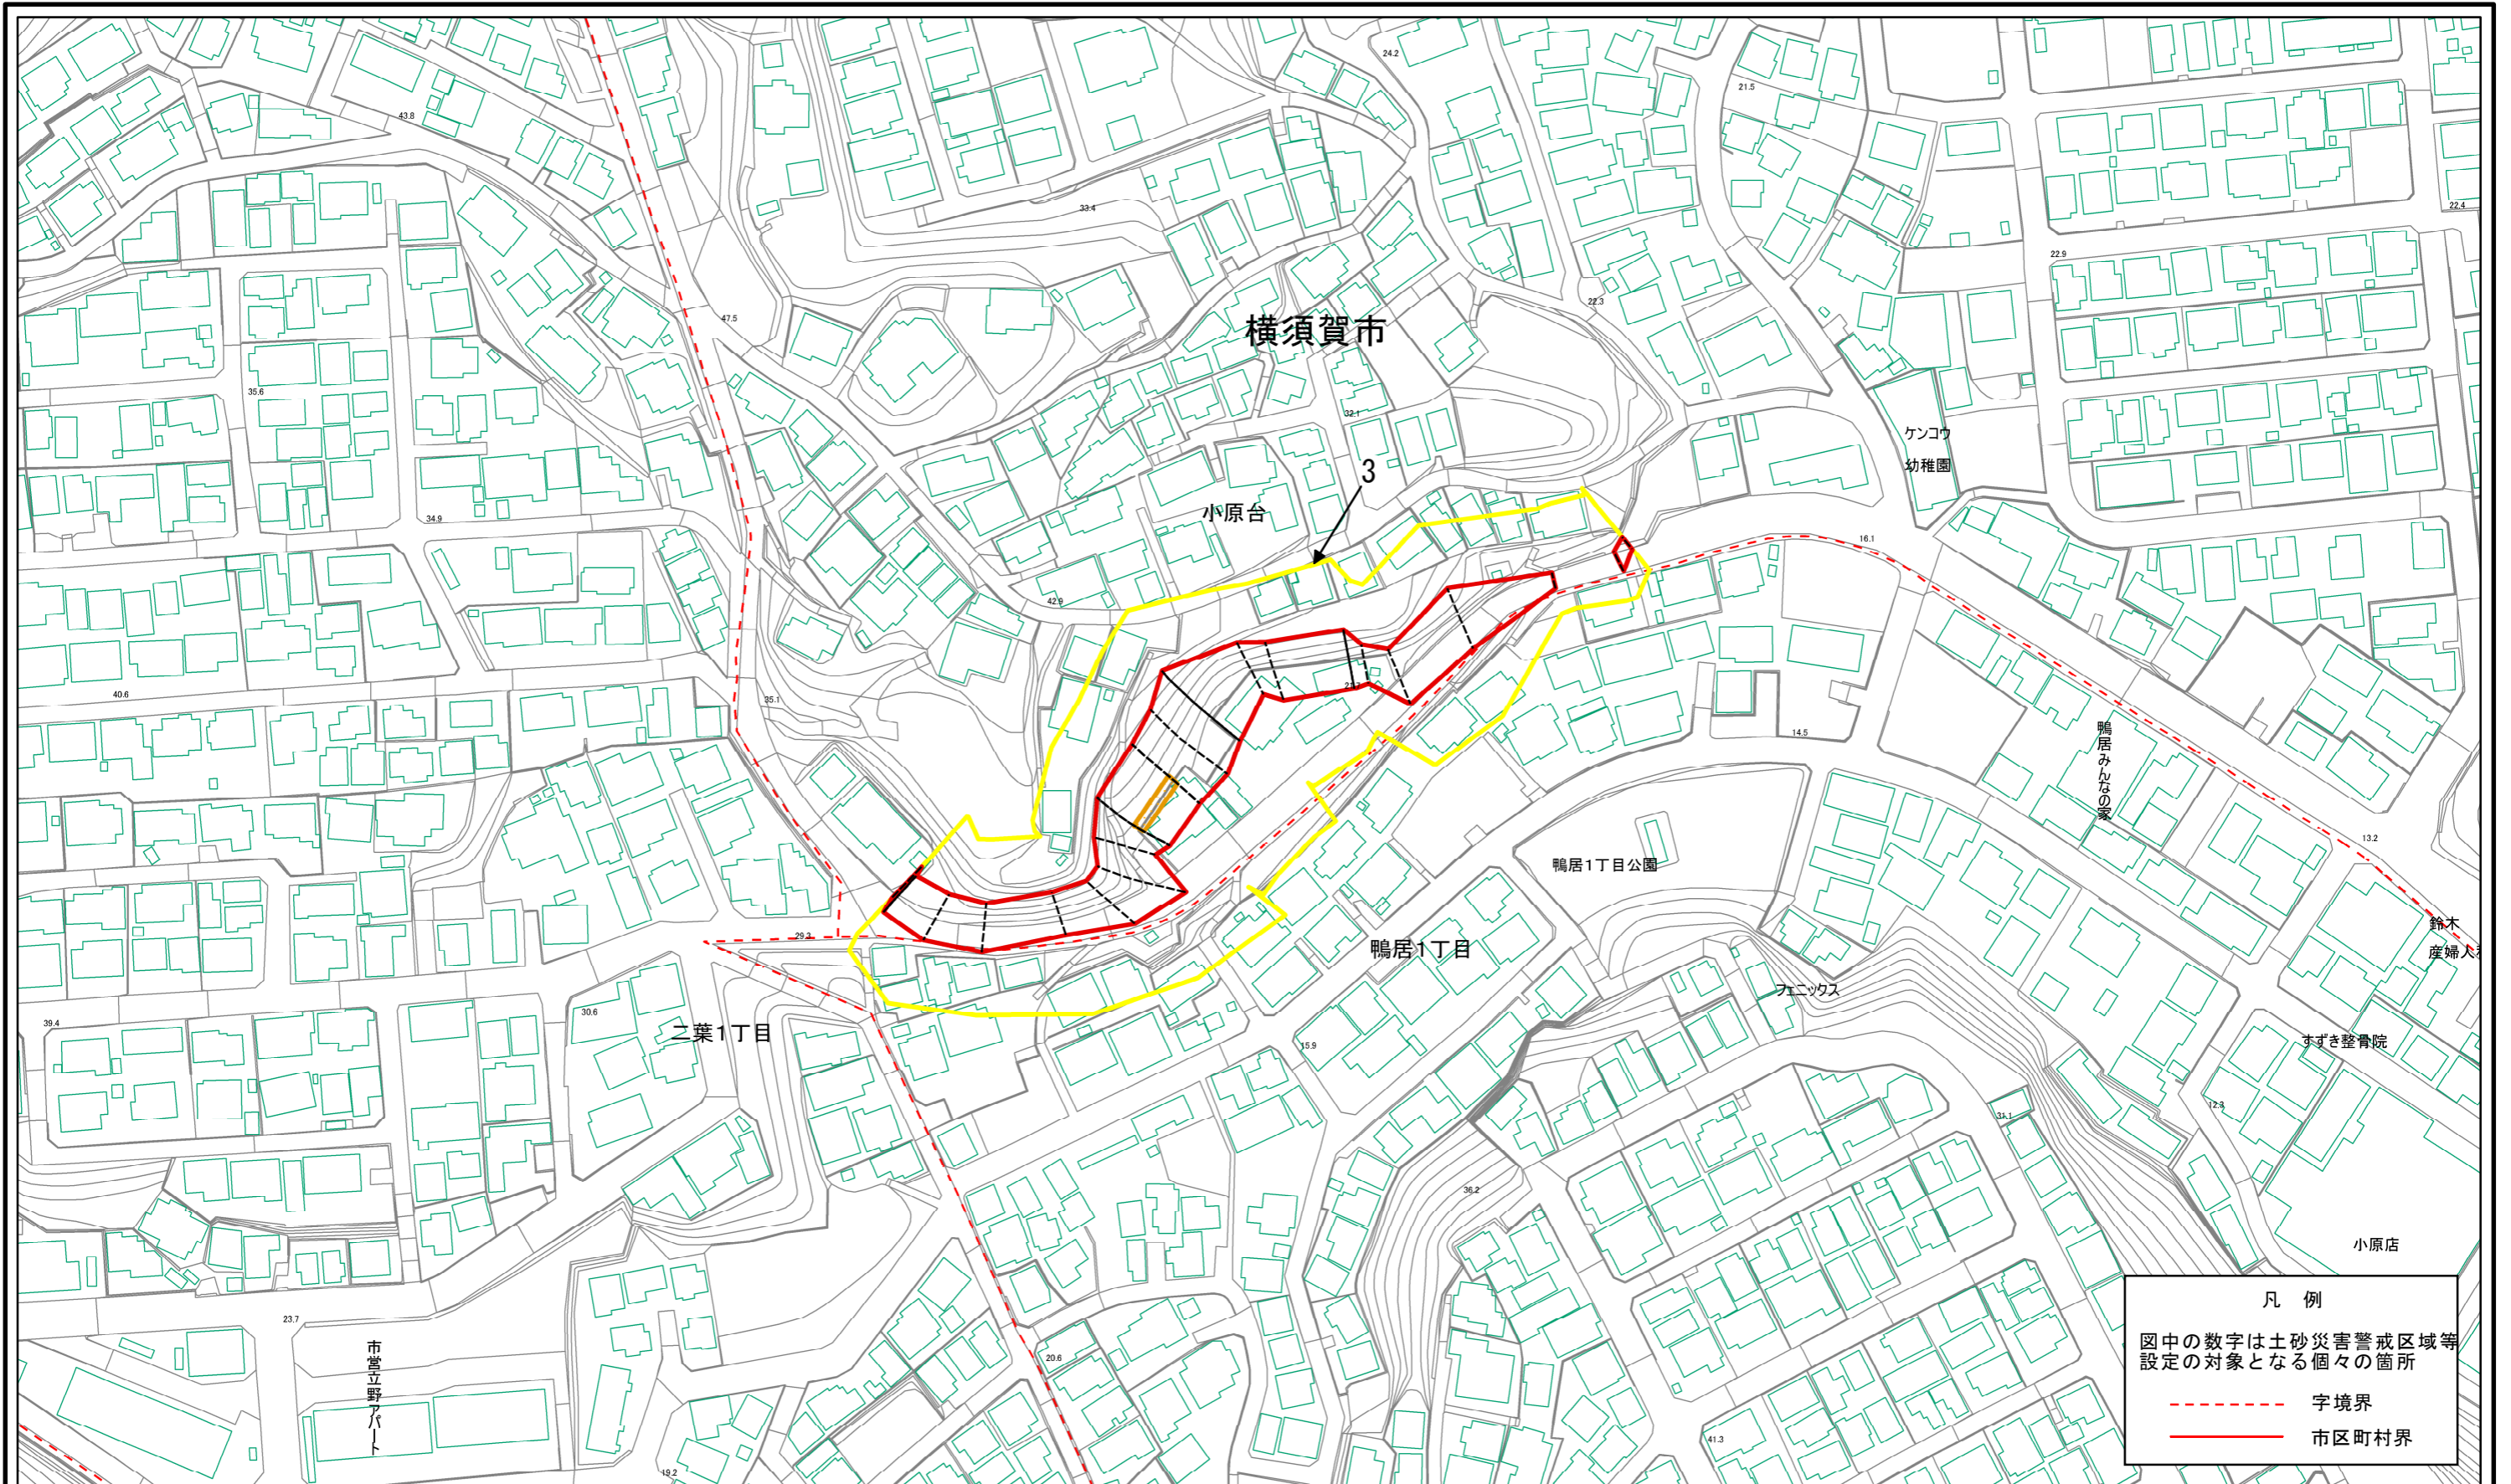 24.2
21.5
43.8
33.4
22.4
22.9
22.3
47.5
横須賀市
35.6
32.1
ケンコウ
幼稚園
3
小原台
34.9
16.1
42.9
40.6
35.1
14.5
鴨居みんなの家
13.2
鴨居1丁目公園
鈴木
29.2
鴨居1丁目
フェニックス
39.4
30.6
二葉1丁目
15.9
すずき整骨院
12.3
31.1
36.2
小原店
23.7
市営立野アパート
20.6
41.3
19.2
凡 例
図中の数字は土砂災害警戒区域等
設定の対象となる個々の箇所
字境界
市区町村界